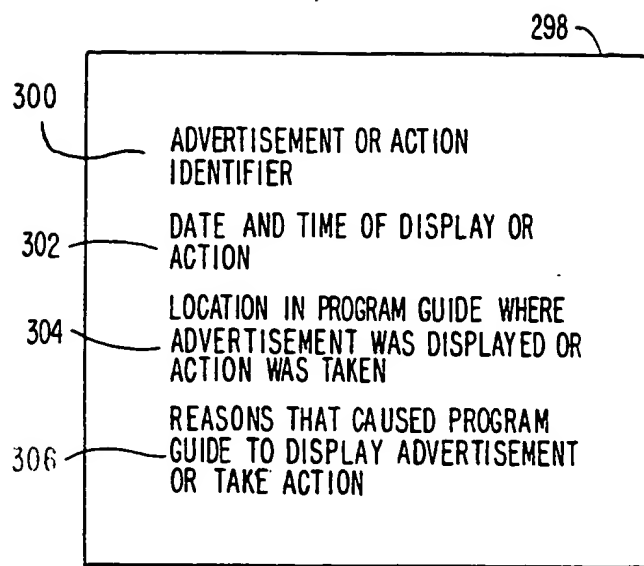 298
300
ADVERTISEMENT OR ACTION
IDENTIFIER
302
DATE AND TIME OF DISPLAY OR
ACTION
304
LOCATION IN PROGRAM GUIDE WHERE
ADVERTISEMENT WAS DISPLAYED OR
ACTION WAS TAKEN
306
REASONS THAT CAUSED PROGRAM
GUIDE TO DISPLAY ADVERTISEMENT
OR TAKE ACTION